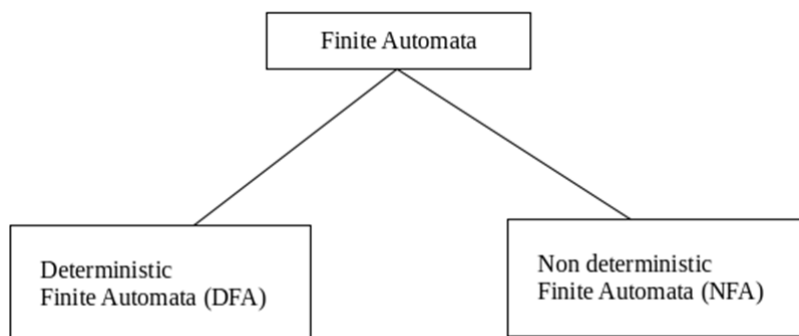 Finite Automata
Deterministic
Finite Automata (DFA)
Non deterministic
Finite Automata (NFA)